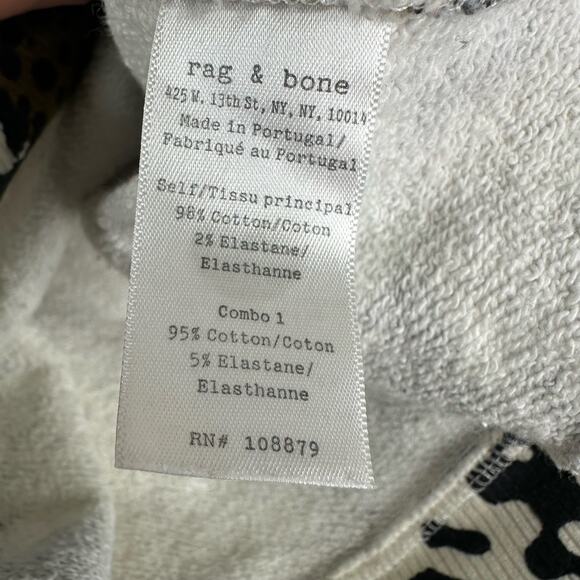 rag & bone
425 W. 13th St, NY, NY, 10014
Made in Portugal/
Fabriqué au Portugal
Self/Tissu principal
98% Cotton/Coton
2% Elastane/
Elasthanne
Combo 1
95% Cotton/Coton
5% Elastane/
Elasthanne
RN# 108879